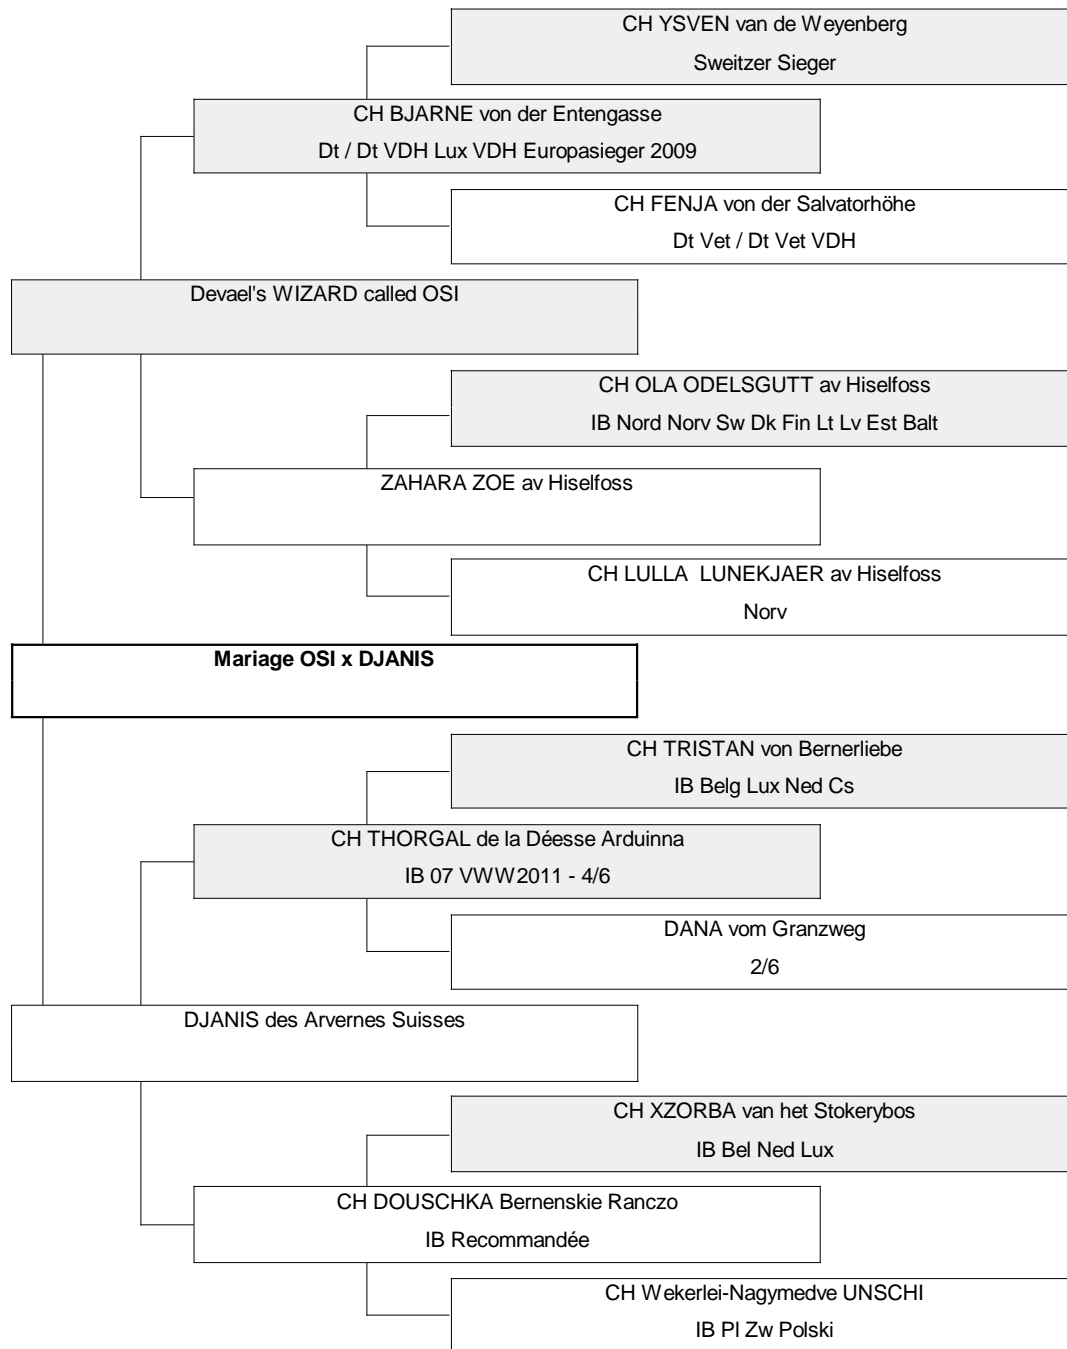 CH YSVEN van de Weyenberg
Sweitzer Sieger
CH BJARNE von der Entengasse
Dt / Dt VDH Lux VDH Europasieger 2009
CH FENJA von der Salvatorhöhe
Dt Vet / Dt Vet VDH
Devael's WIZARD called OSI
CH OLA ODELSGUTT av Hiselfoss
IB Nord Norv Sw Dk Fin Lt Lv Est Balt
ZAHARA ZOE av Hiselfoss
CH LULLA LUNEKJAER av Hiselfoss
Norv
Mariage OSI x DJANIS
CH TRISTAN von Bernerliebe
IB Belg Lux Ned Cs
CH THORGAL de la Déesse Arduinna
IB 07 VWW2011 - 4/6
DANA vom Granzweg
2/6
DJANIS des Arvernes Suisses
CH XZORBA van het Stokerybos
IB Bel Ned Lux
CH DOUSCHKA Bernenskie Ranczo
IB Recommandée
CH Wekerlei-Nagymedve UNSCHI
IB Pl Zw Polski